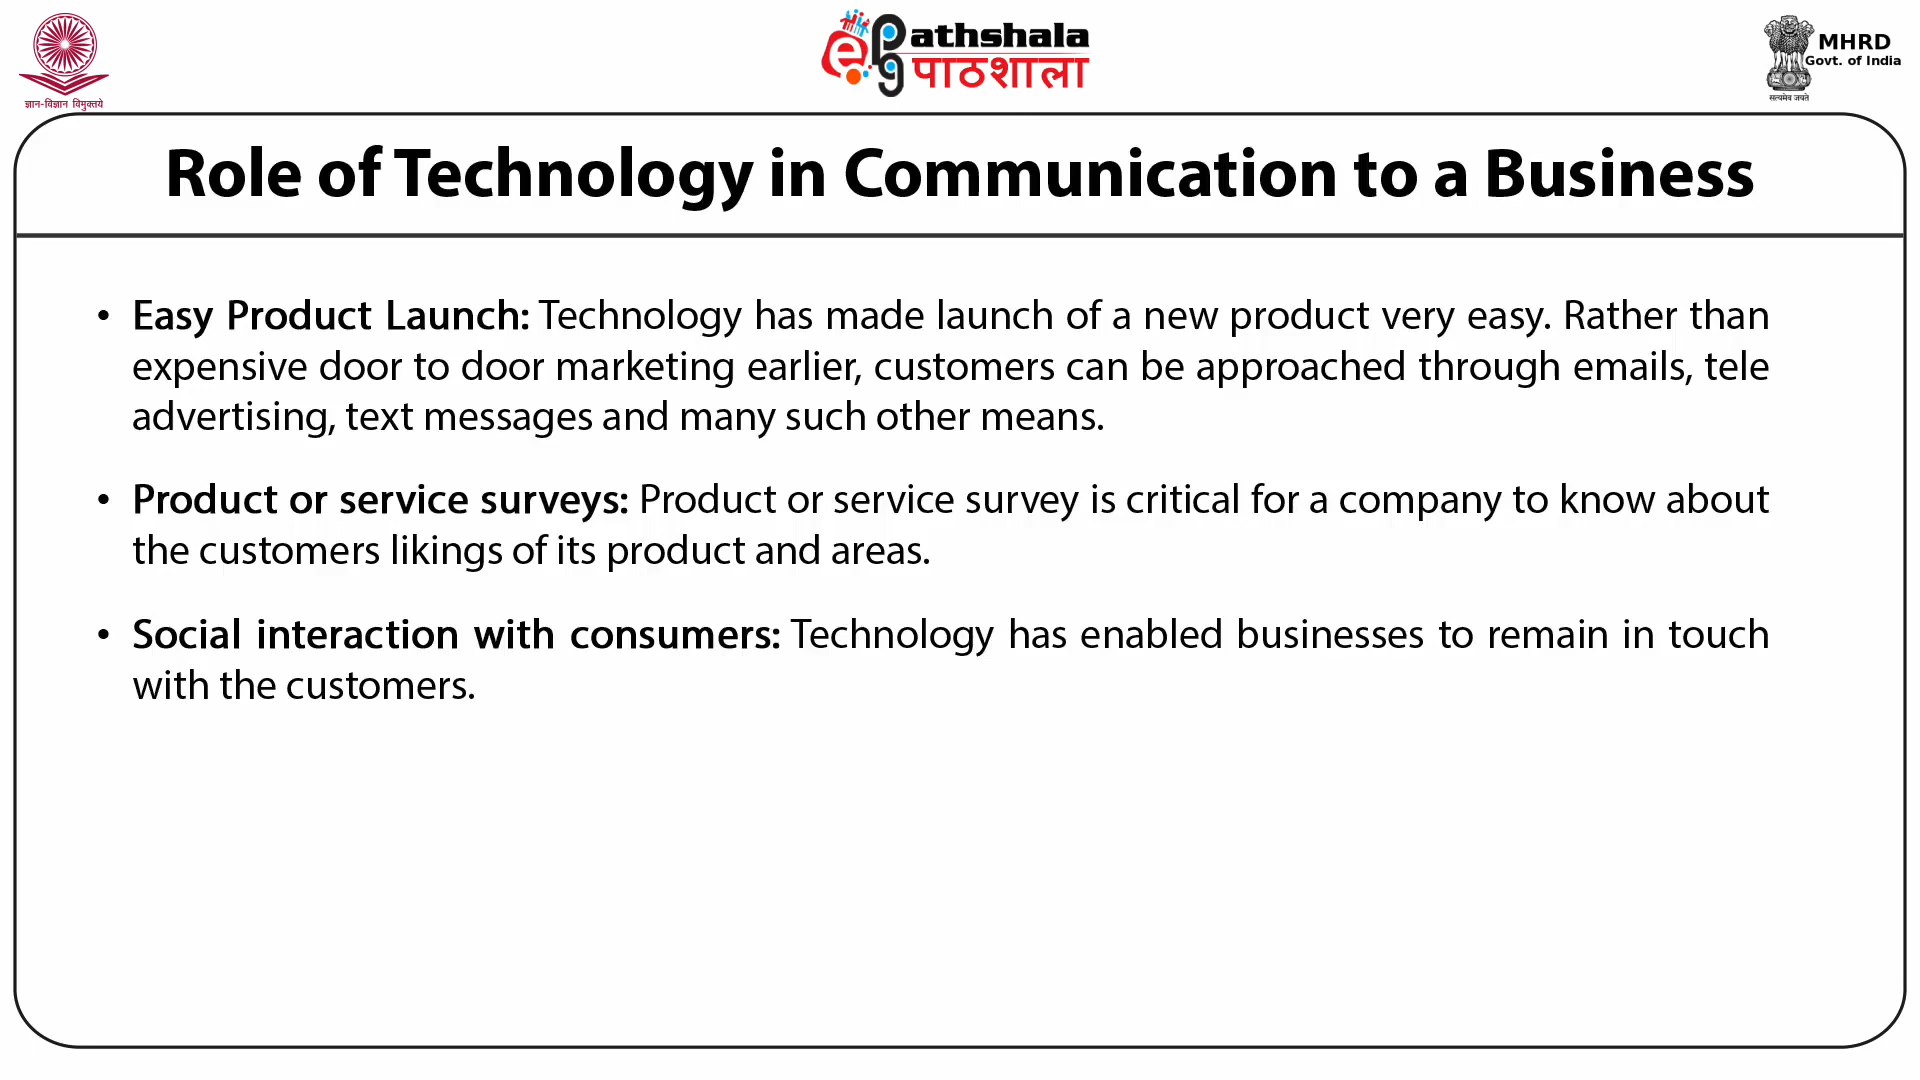 ज्ञान-विज्ञान विमुक्तये
ePathshala
पाठशाला
MHRD
Govt. of India
सत्यमेव जयते
Role of Technology in Communication to a Business
• Easy Product Launch: Technology has made launch of a new product very easy. Rather than
expensive door to door marketing earlier, customers can be approached through emails, tele
advertising, text messages and many such other means.
• Product or service surveys: Product or service survey is critical for a company to know about
the customers likings of its product and areas.
• Social interaction with consumers: Technology has enabled businesses to remain in touch
with the customers.